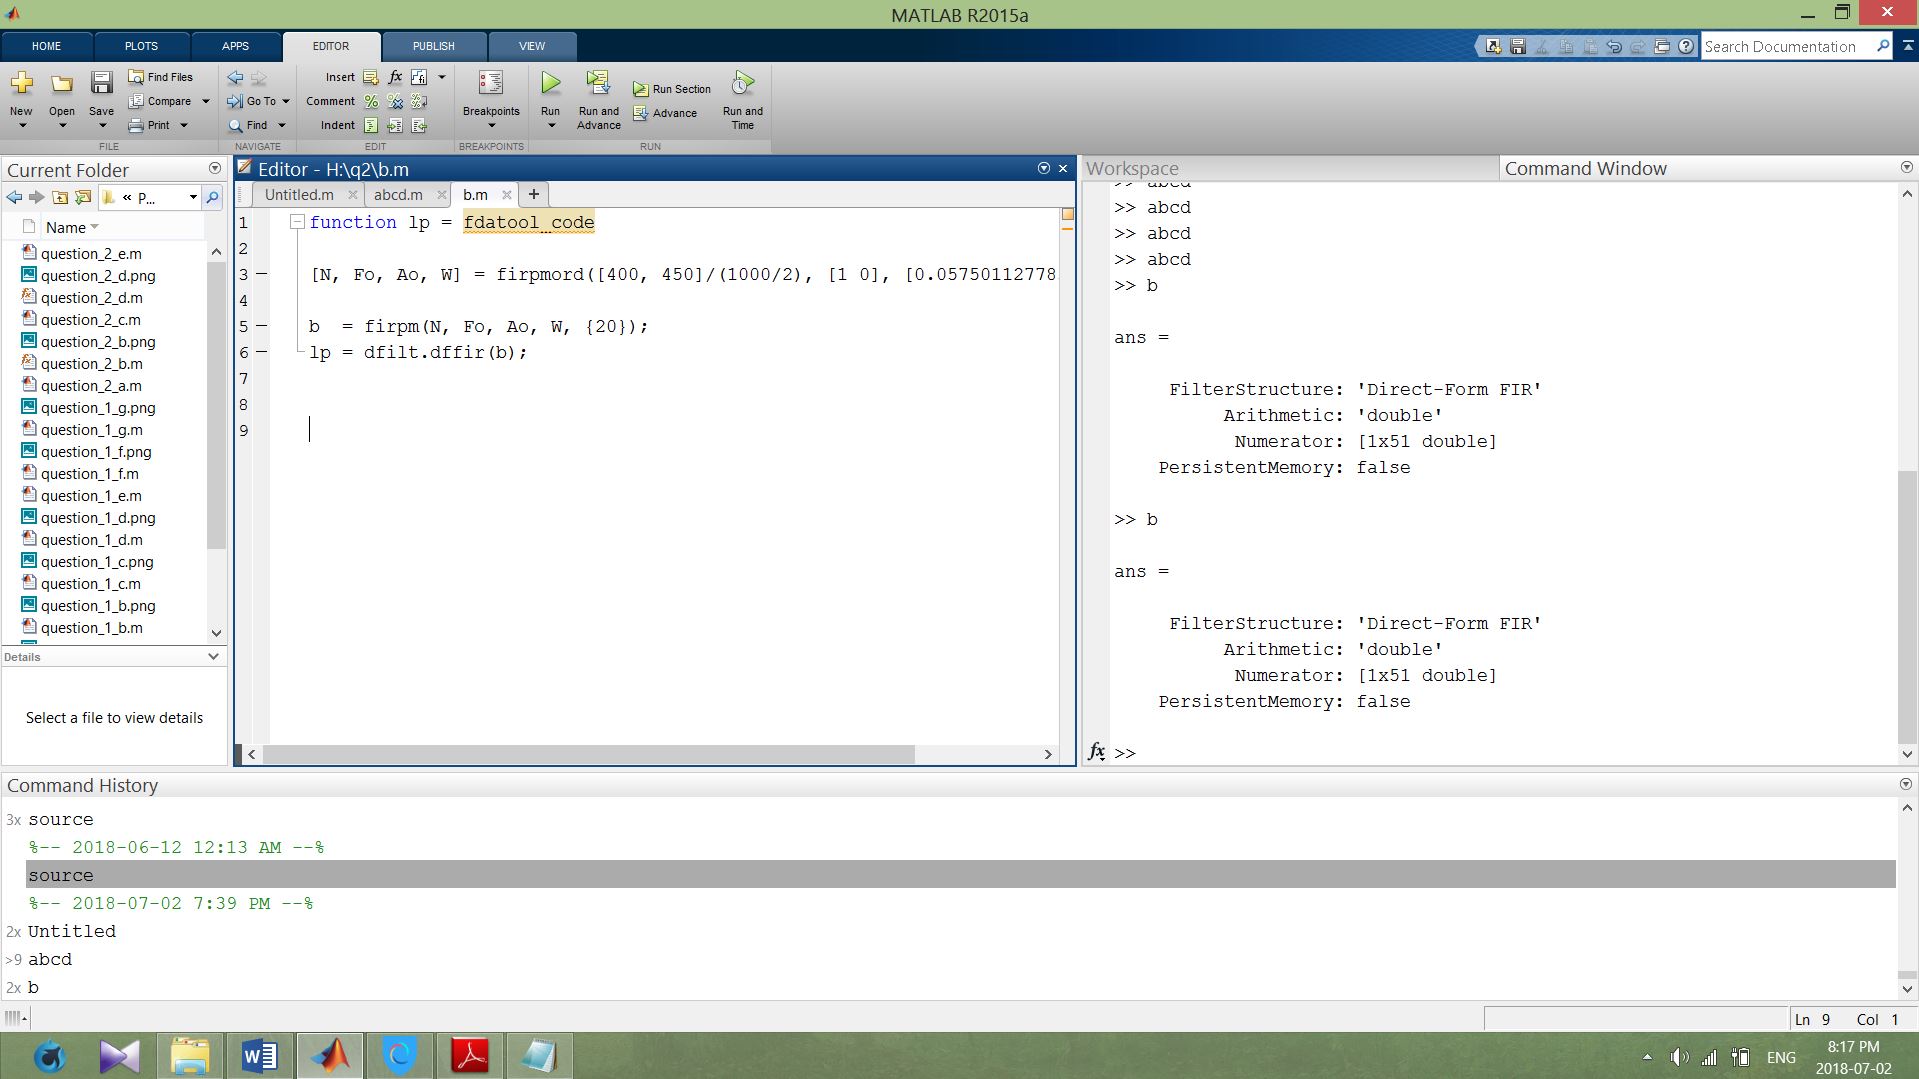 MATLAB R2015a
HOME PLOTS APPS EDITOR PUBLISH VIEW
Search Documentation
New Open Save Find Files Compare Print
Go To Find
Insert fx
Comment
Indent
Breakpoints
Run Run and Advance Run Section Advance Run and Time
FILE NAVIGATE EDIT BREAKPOINTS RUN
Current Folder
« P...
Name
question_2_e.m
question_2_d.png
question_2_d.m
question_2_c.m
question_2_b.png
question_2_b.m
question_2_a.m
question_1_g.png
question_1_g.m
question_1_f.png
question_1_f.m
question_1_e.m
question_1_d.png
question_1_d.m
question_1_c.png
question_1_c.m
question_1_b.png
question_1_b.m
Details
Select a file to view details
Editor - H:\q2\b.m
Untitled.m abcd.m b.m +
1 function lp = fdatool_code
2
3 [N, Fo, Ao, W] = firpmord([400, 450]/(1000/2), [1 0], [0.05750112778
4
5 b  = firpm(N, Fo, Ao, W, {20});
6 lp = dfilt.dffir(b);
7
8
9
Workspace
Command Window
>> abcd
>> abcd
>> abcd
>> abcd
>> b
ans =
FilterStructure: 'Direct-Form FIR'
Arithmetic: 'double'
Numerator: [1x51 double]
PersistentMemory: false
>> b
ans =
FilterStructure: 'Direct-Form FIR'
Arithmetic: 'double'
Numerator: [1x51 double]
PersistentMemory: false
fx >>
Command History
3x source
%-- 2018-06-12 12:13 AM --%
source
%-- 2018-07-02 7:39 PM --%
2x Untitled
>9 abcd
2x b
Ln 9 Col 1
ENG
8:17 PM
2018-07-02